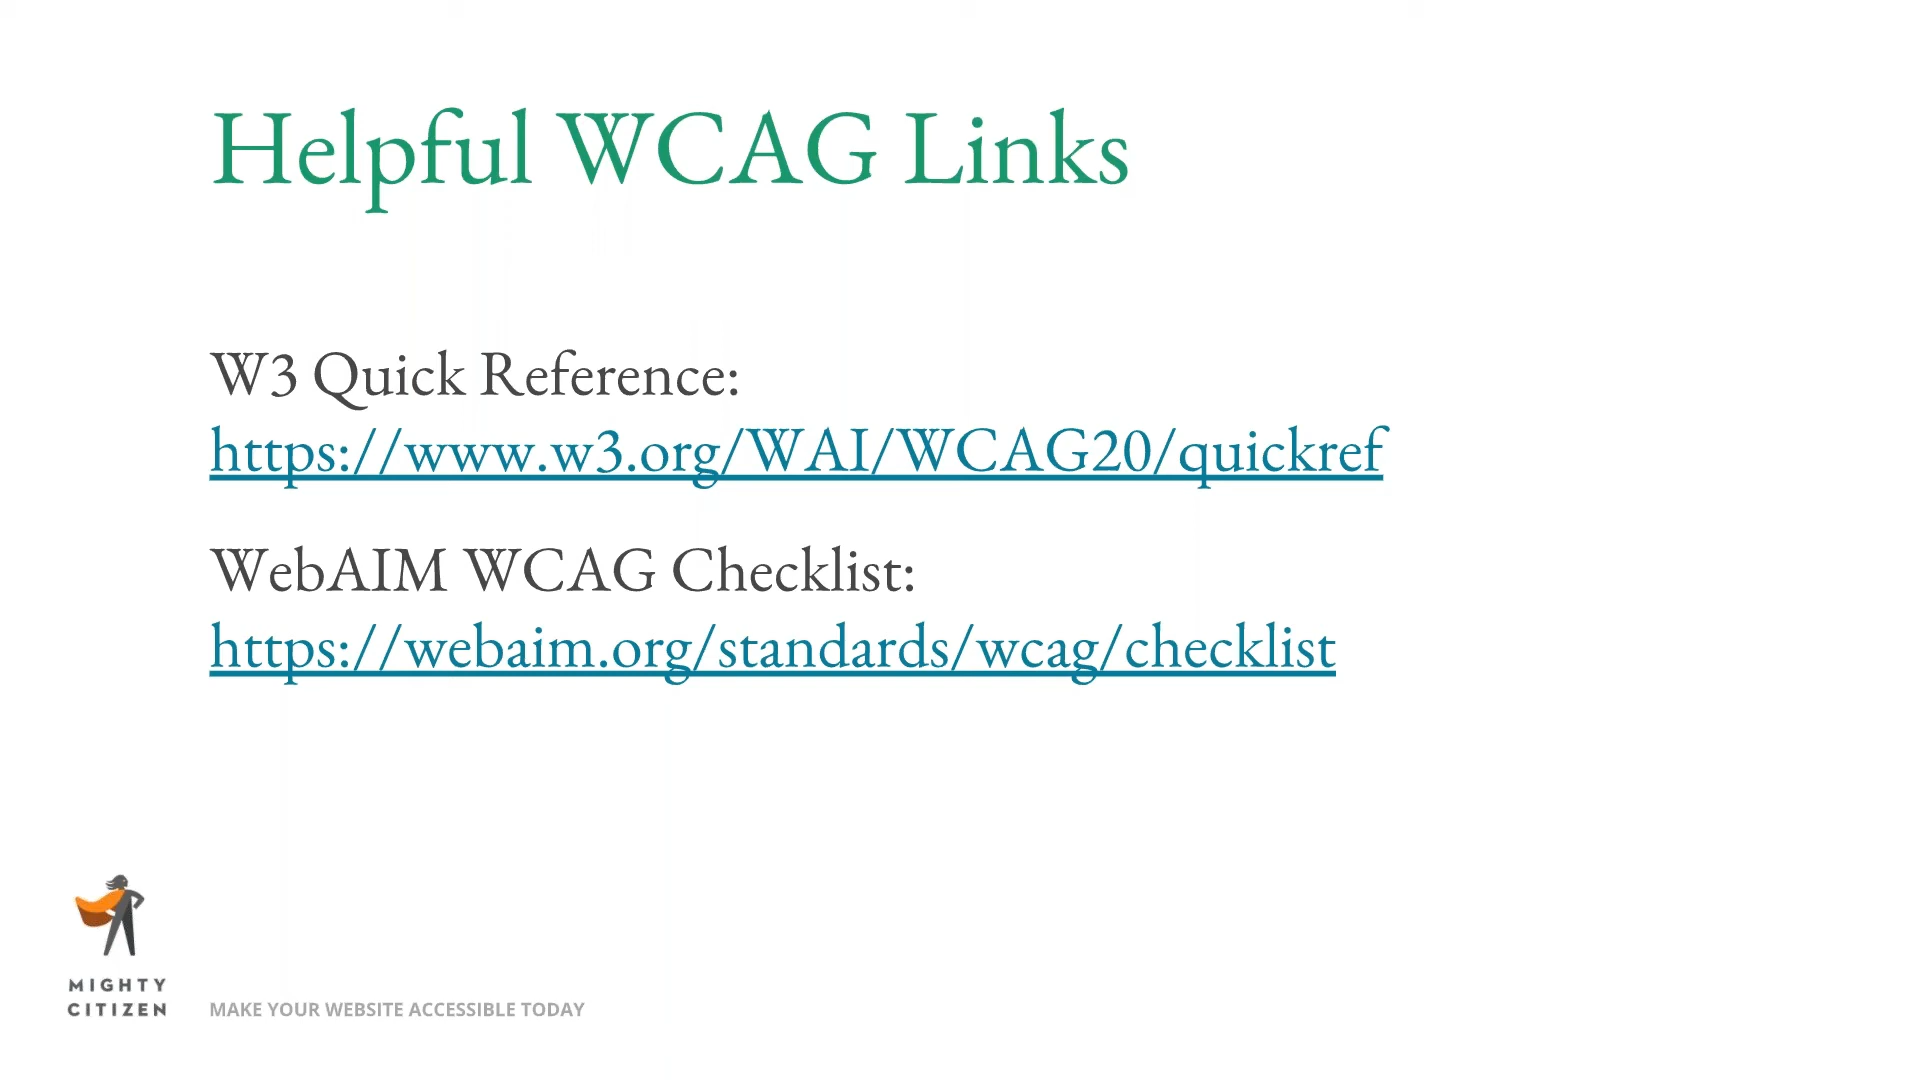 Helpful WCAG Links
W3 Quick Reference:
https://www.w3.org/WAI/WCAG20/quickref
WebAIM WCAG Checklist:
https://webaim.org/standards/wcag/checklist
MIGHTY
CITIZEN
MAKE YOUR WEBSITE ACCESSIBLE TODAY